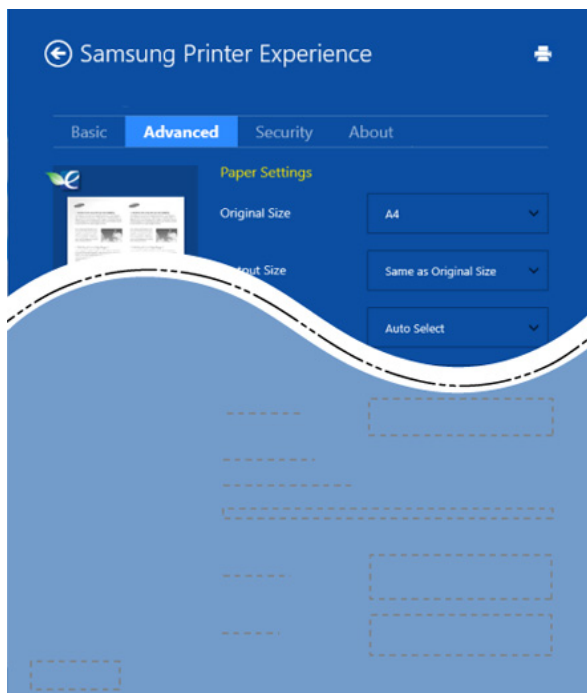 Samsung Printer Experience
Basic Advanced Security About
Paper Settings
Original Size A4
Size Same as Original Size
Auto Select